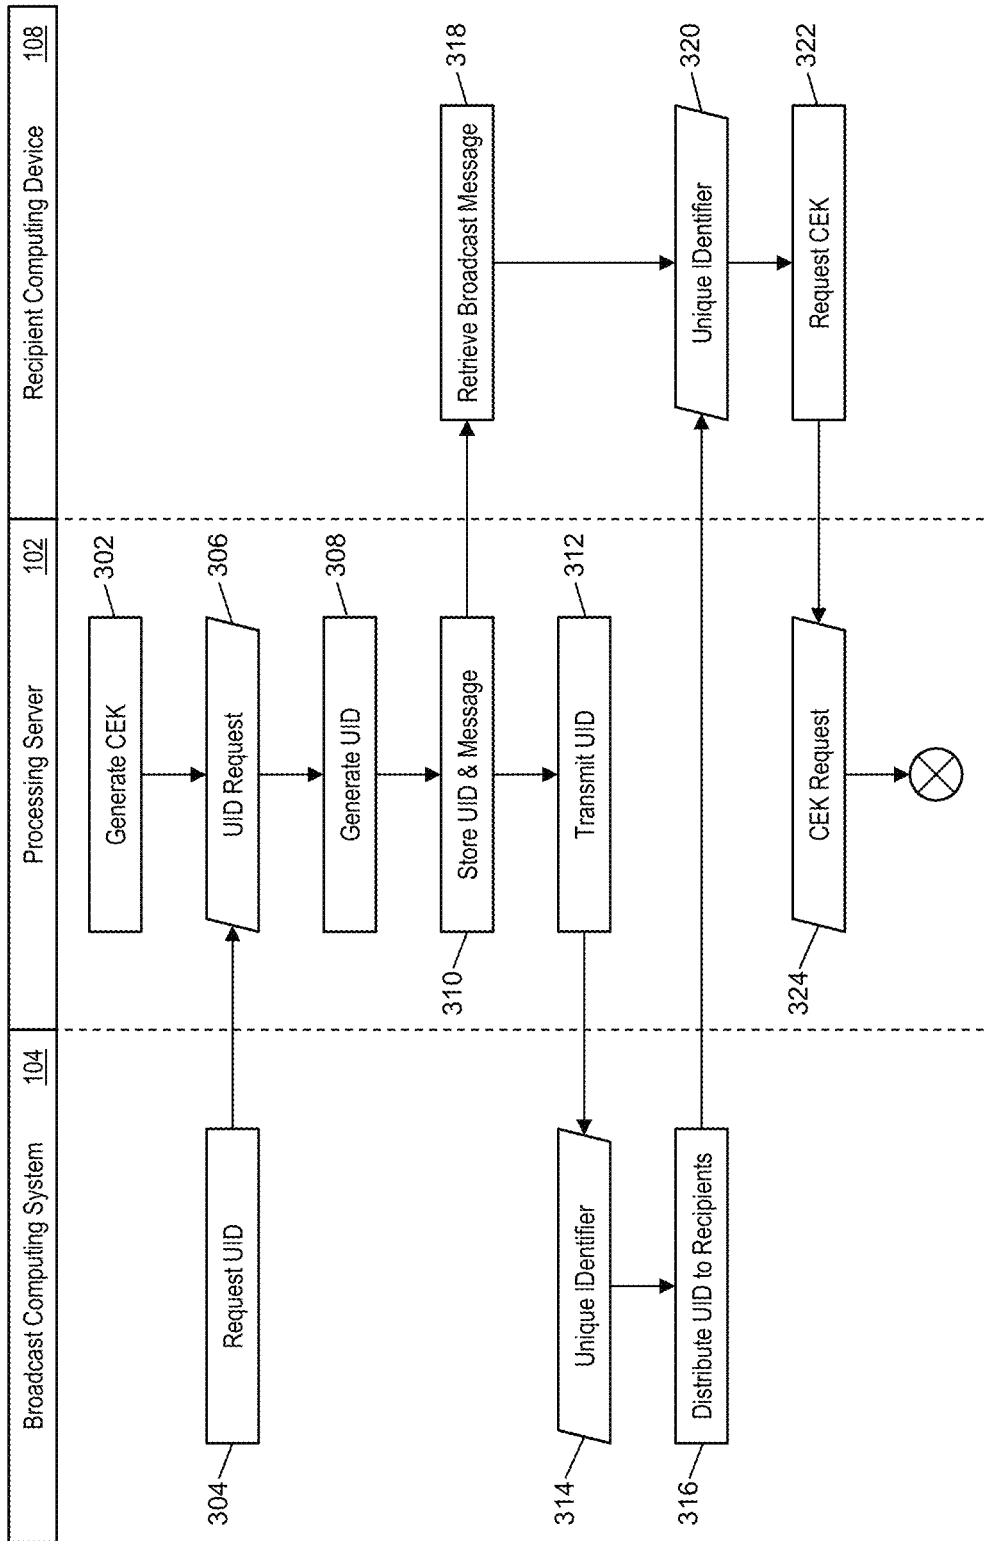 Broadcast Computing System 104
Processing Server 102
Recipient Computing Device 108
Generate CEK
302
Request UID
304
UID Request
306
Generate UID
308
Store UID & Message
310
Retrieve Broadcast Message
318
Unique IDentifier
314
Transmit UID
312
Distribute UID to Recipients
316
Unique IDentifier
320
CEK Request
324
Request CEK
322